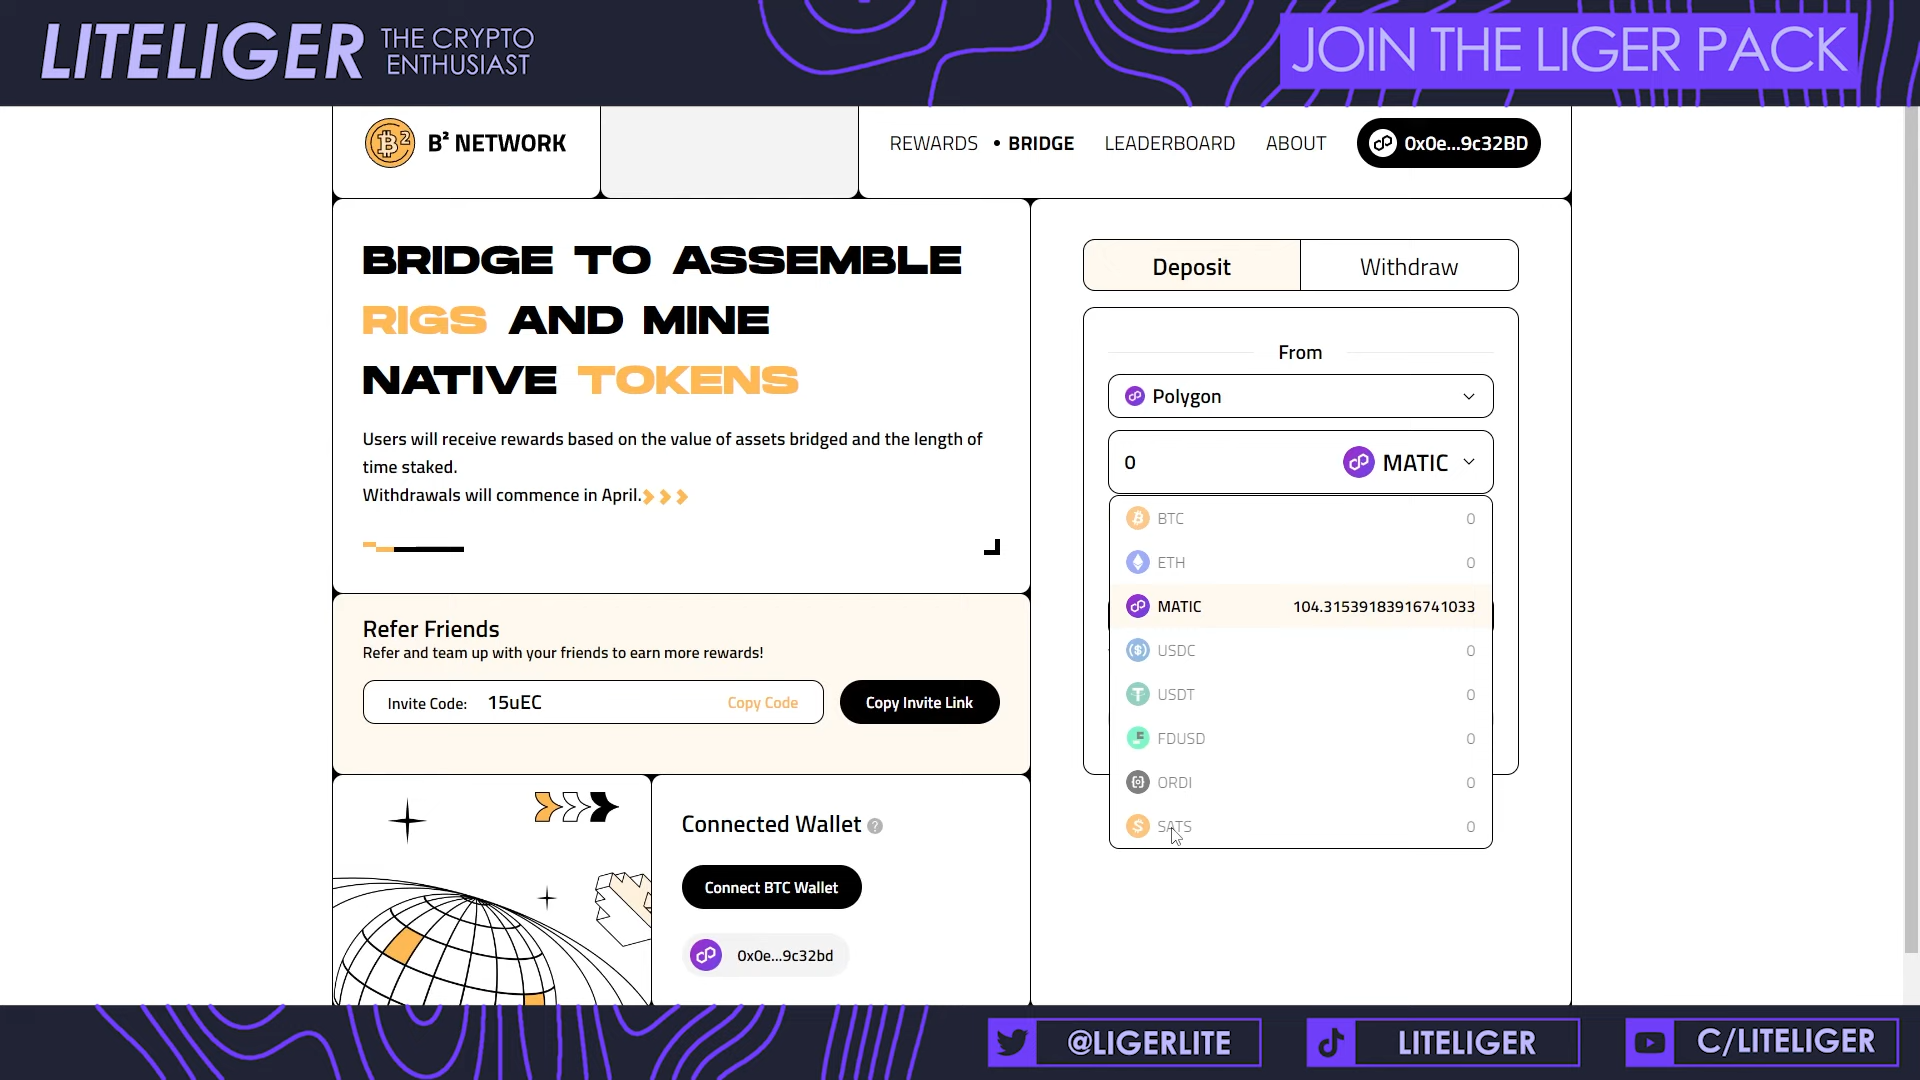 LITELIGER
THE CRYPTO
ENTHUSIAST
JOIN THE LIGER PACK
B² NETWORK
REWARDS
• BRIDGE
LEADERBOARD
ABOUT
0x0e...9c32BD
BRIDGE TO ASSEMBLE
RIGS AND MINE
NATIVE TOKENS
Users will receive rewards based on the value of assets bridged and the length of
time staked.
Withdrawals will commence in April.
Refer Friends
Refer and team up with your friends to earn more rewards!
Invite Code: 15uEC Copy Code
Copy Invite Link
Connected Wallet ?
Connect BTC Wallet
0x0e...9c32bd
Deposit
Withdraw
From
Polygon
0 MATIC
BTC 0
ETH 0
MATIC 104.31539183916741033
USDC 0
USDT 0
FDUSD 0
ORDI 0
SATS 0
@LIGERLITE
LITELIGER
C/LITELIGER